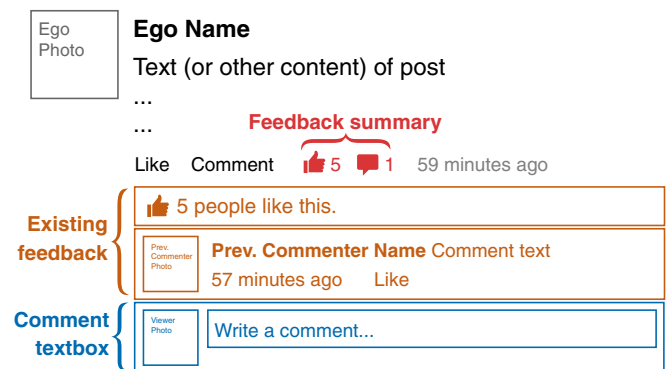 Ego
Photo
Ego Name
Text (or other content) of post
...
...
Feedback summary
Like Comment 5 1 59 minutes ago
Existing
feedback
5 people like this.
Prev.
Commenter
Photo
Prev. Commenter Name Comment text
57 minutes ago Like
Comment
textbox
Viewer
Photo
Write a comment...